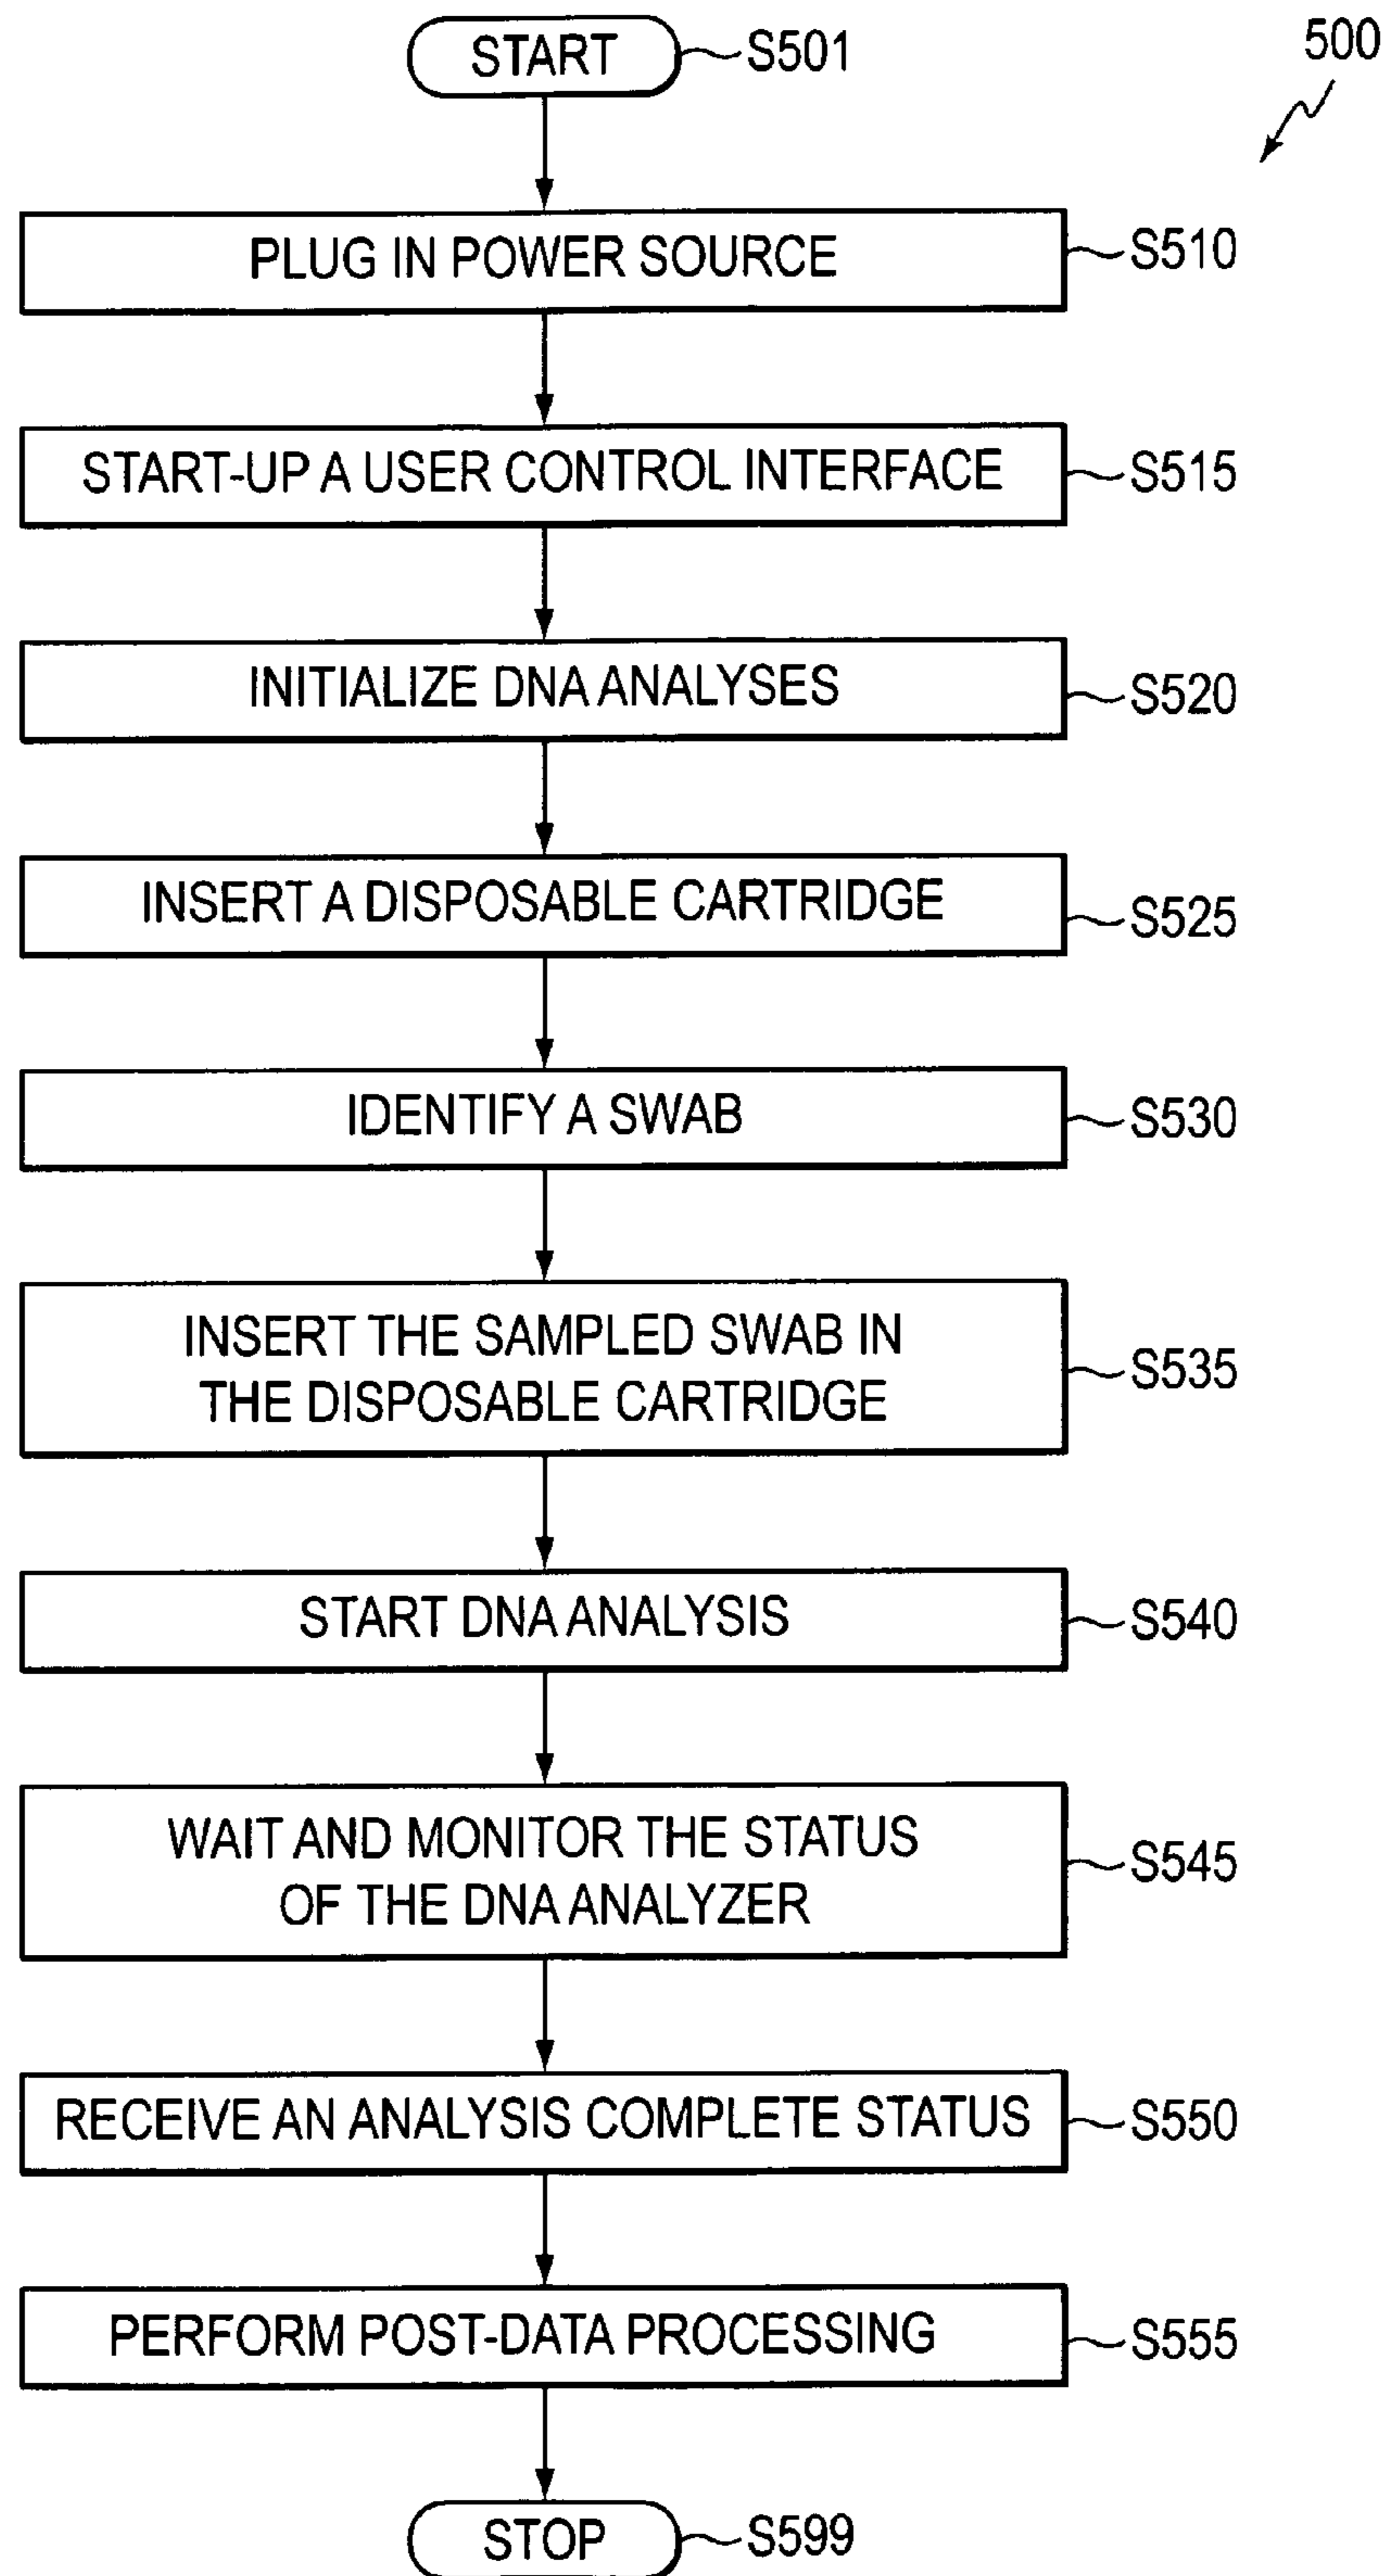 START
S501
500
PLUG IN POWER SOURCE
S510
START-UP A USER CONTROL INTERFACE
S515
INITIALIZE DNA ANALYSES
S520
INSERT A DISPOSABLE CARTRIDGE
S525
IDENTIFY A SWAB
S530
INSERT THE SAMPLED SWAB IN
THE DISPOSABLE CARTRIDGE
S535
START DNA ANALYSIS
S540
WAIT AND MONITOR THE STATUS
OF THE DNA ANALYZER
S545
RECEIVE AN ANALYSIS COMPLETE STATUS
S550
PERFORM POST-DATA PROCESSING
S555
STOP
S599